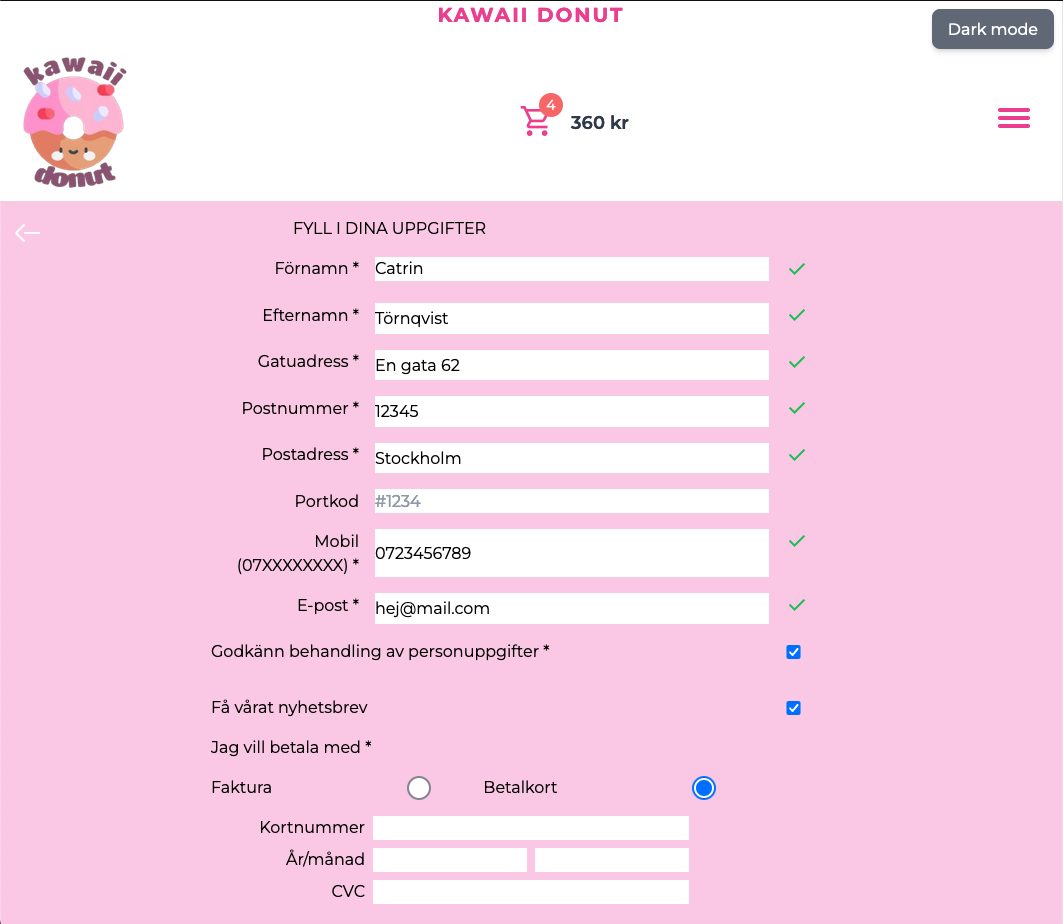 KAWAII DONUT
Dark mode
kawaii
donut
4
360 kr
FYLL I DINA UPPGIFTER
Förnamn * Catrin
Efternamn * Törnqvist
Gatuadress * En gata 62
Postnummer * 12345
Postadress * Stockholm
Portkod #1234
Mobil
(07XXXXXXXX) * 0723456789
E-post * hej@mail.com
Godkänn behandling av personuppgifter *
Få vårat nyhetsbrev
Jag vill betala med *
Faktura Betalkort
Kortnummer
År/månad
CVC